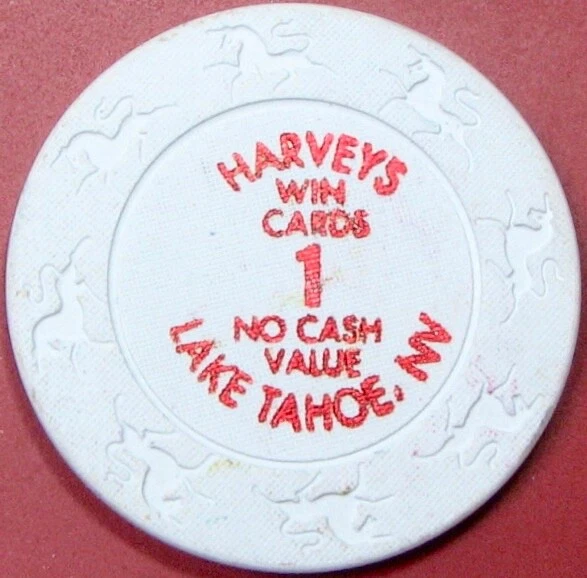 HARVEYS
WIN
CARDS
1
NO CASH
VALUE
LAKE TAHOE, NV